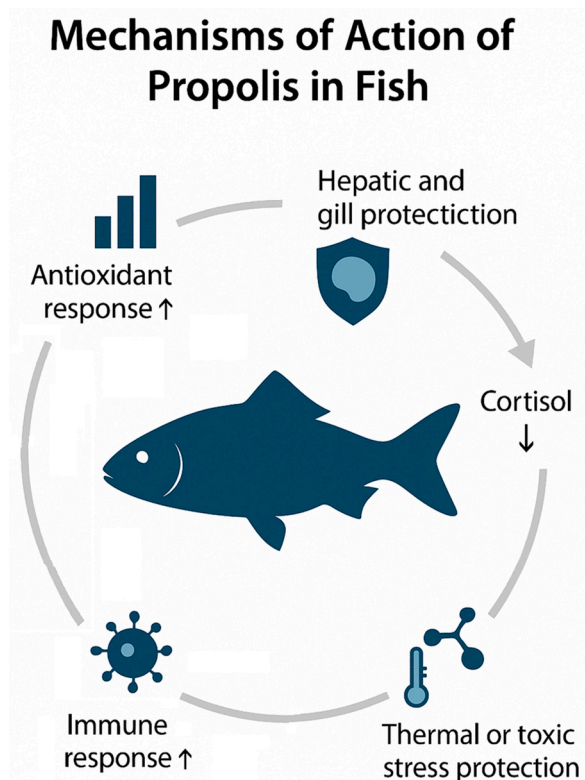 Mechanisms of Action of
Propolis in Fish
Hepatic and
gill protectiction
Antioxidant
response ↑
Cortisol
↓
Immune
response ↑
Thermal or toxic
stress protection